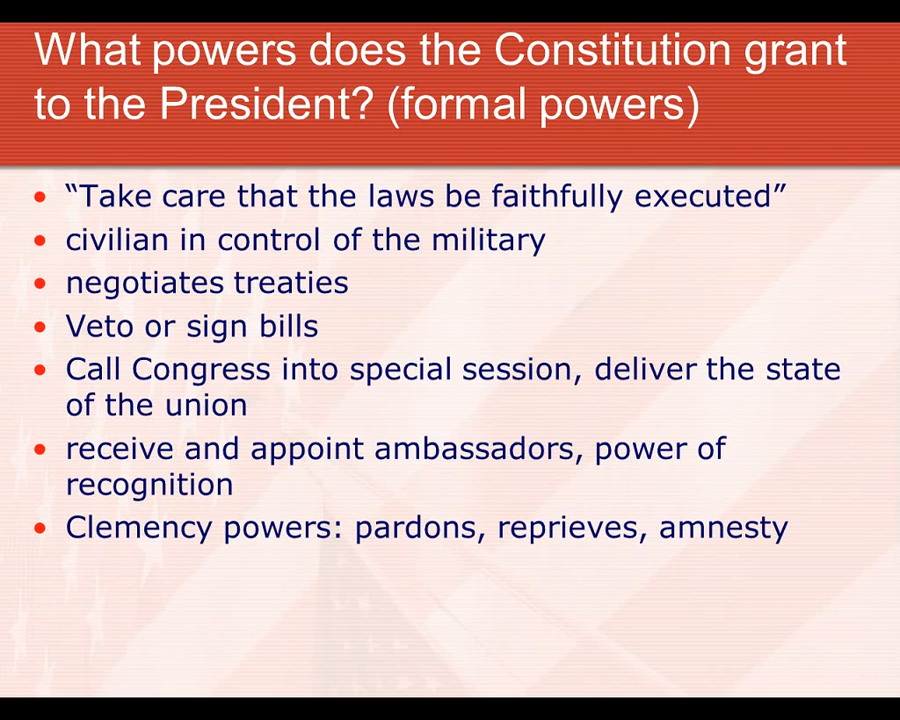 What powers does the Constitution grant
to the President? (formal powers)
• “Take care that the laws be faithfully executed”
• civilian in control of the military
• negotiates treaties
• Veto or sign bills
• Call Congress into special session, deliver the state
of the union
• receive and appoint ambassadors, power of
recognition
• Clemency powers: pardons, reprieves, amnesty